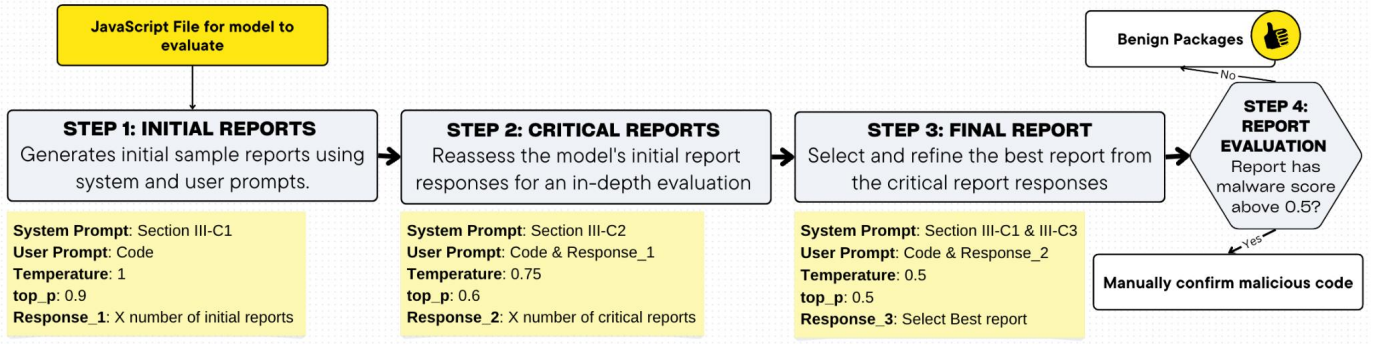 JavaScript File for model to
evaluate
STEP 1: INITIAL REPORTS
Generates initial sample reports using
system and user prompts.
System Prompt: Section III-C1
User Prompt: Code
Temperature: 1
top_p: 0.9
Response_1: X number of initial reports
STEP 2: CRITICAL REPORTS
Reassess the model's initial report
responses for an in-depth evaluation
System Prompt: Section III-C2
User Prompt: Code & Response_1
Temperature: 0.75
top_p: 0.6
Response_2: X number of critical reports
STEP 3: FINAL REPORT
Select and refine the best report from
the critical report responses
System Prompt: Section III-C1 & III-C3
User Prompt: Code & Response_2
Temperature: 0.5
top_p: 0.5
Response_3: Select Best report
STEP 4:
REPORT
EVALUATION
Report has
malware score
above 0.5?
No
Benign Packages
Yes
Manually confirm malicious code